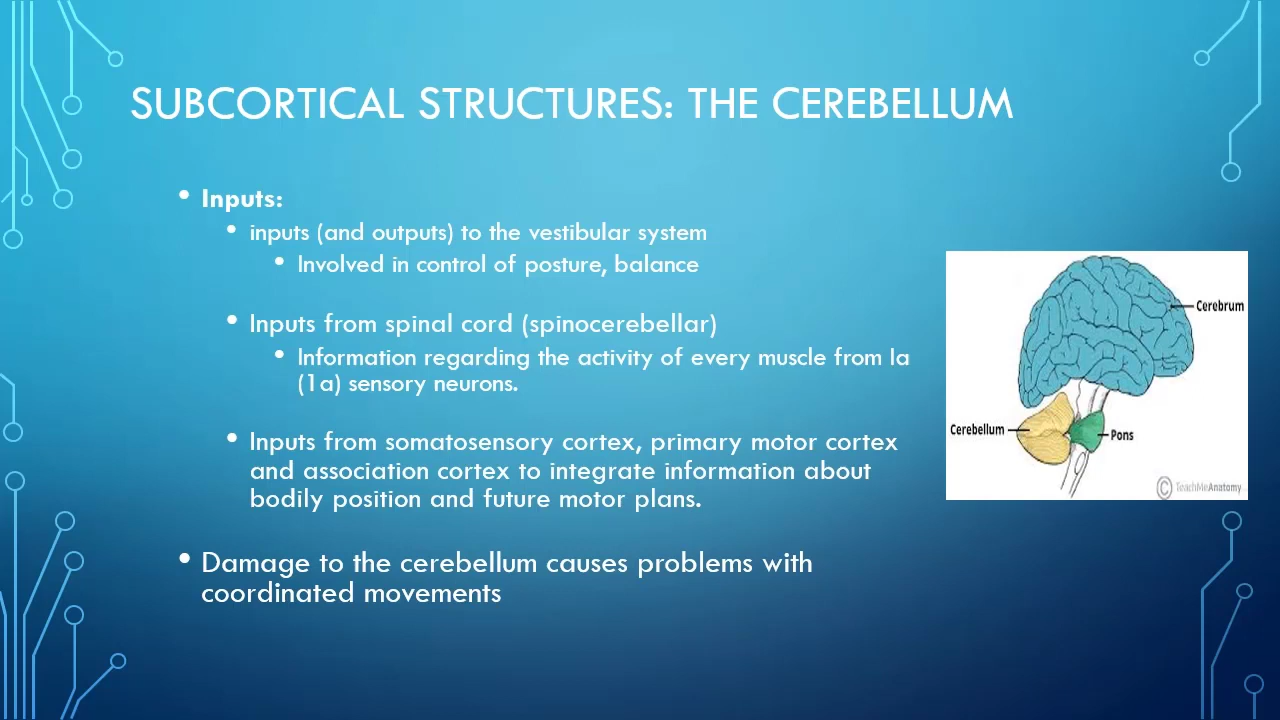 SUBCORTICAL STRUCTURES: THE CEREBELLUM
• Inputs:
• inputs (and outputs) to the vestibular system
• Involved in control of posture, balance
• Inputs from spinal cord (spinocerebellar)
• Information regarding the activity of every muscle from Ia
(1a) sensory neurons.
• Inputs from somatosensory cortex, primary motor cortex
and association cortex to integrate information about
bodily position and future motor plans.
• Damage to the cerebellum causes problems with
coordinated movements
Cerebrum
Cerebellum
Pons
© TeachMeAnatomy